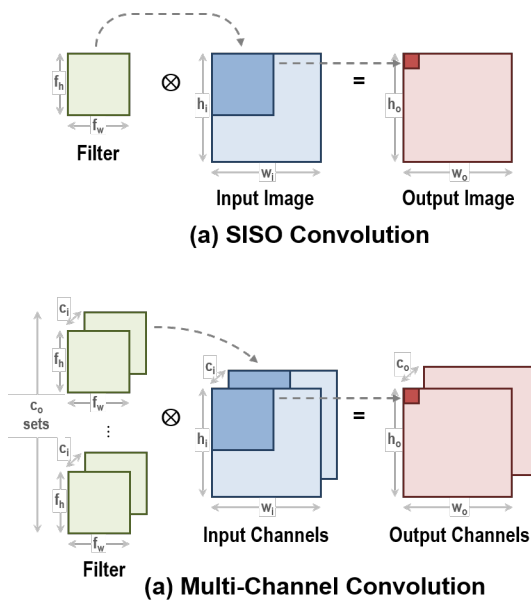 f_h
f_w
Filter
⊗
h_i
w_i
Input Image
=
h_o
w_o
Output Image
(a) SISO Convolution
c_o
sets
c_i
f_h
f_w
...
c_i
f_h
f_w
Filter
⊗
c_i
h_i
w_i
Input Channels
=
c_o
h_o
w_o
Output Channels
(a) Multi-Channel Convolution